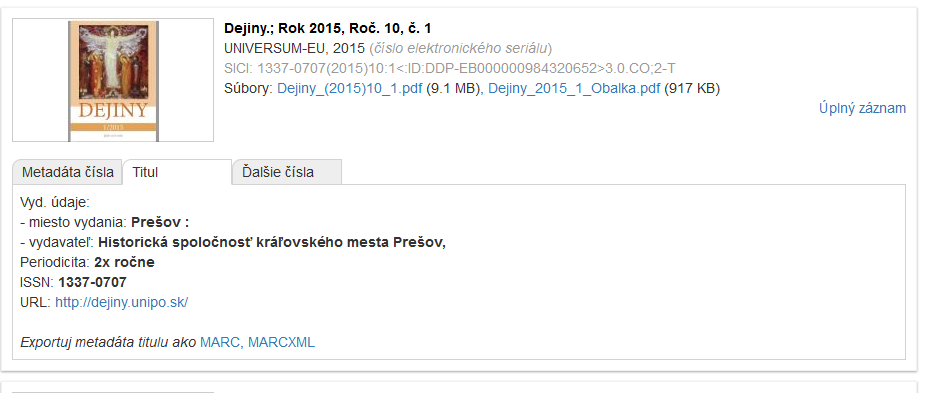 DEJINY
1/2015
Dejiny.; Rok 2015, Roč. 10, č. 1
UNIVERSUM-EU, 2015 (číslo elektronického seriálu)
SICI: 1337-0707(2015)10:1<:ID:DDP-EB000000984320652>3.0.CO;2-T
Súbory: Dejiny_(2015)10_1.pdf (9.1 MB), Dejiny_2015_1_Obalka.pdf (917 KB)
Úplný záznam
Metadáta čísla
Titul
Ďalšie čísla
Vyd. údaje:
- miesto vydania: Prešov :
- vydavateľ: Historická spoločnosť kráľovského mesta Prešov,
Periodicita: 2x ročne
ISSN: 1337-0707
URL: http://dejiny.unipo.sk/
Exportuj metadáta titulu ako MARC, MARCXML